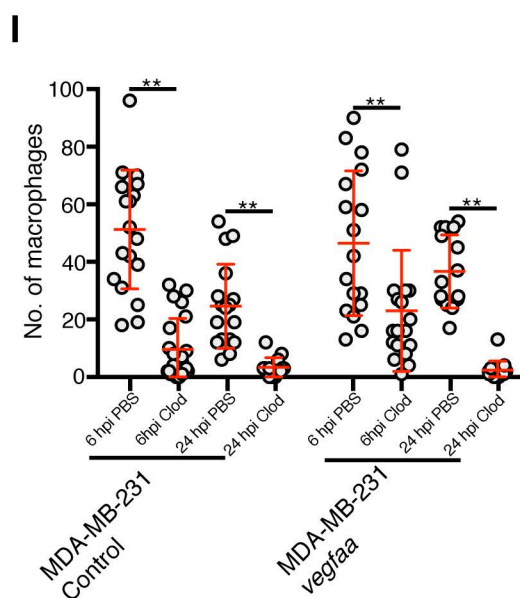 I
No. of macrophages
100
80
60
40
20
0
**
**
**
**
6 hpi PBS
6hpi Clod
24 hpi PBS
24 hpi Clod
6 hpi PBS
6hpi Clod
24 hpi PBS
24 hpi Clod
MDA-MB-231
Control
MDA-MB-231
vegfaa